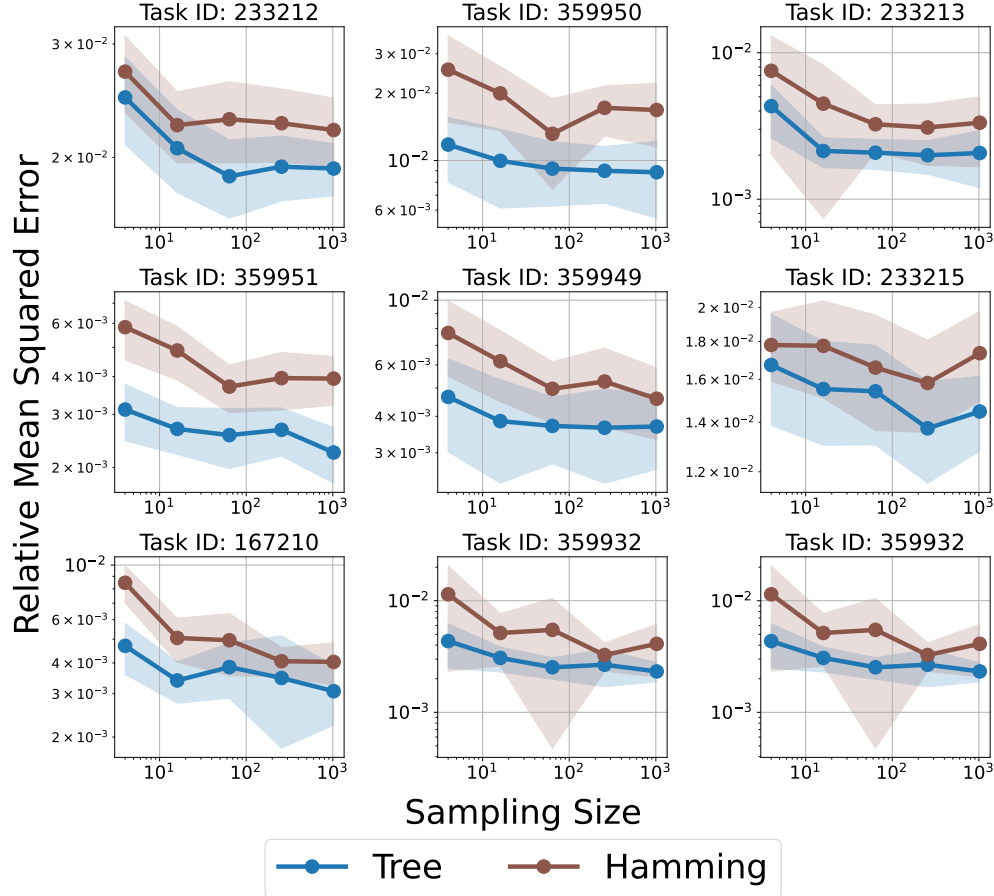 Relative Mean Squared Error
Task ID: 233212
3 × 10⁻²
2 × 10⁻²
10¹ 10² 10³
Task ID: 359950
3 × 10⁻²
2 × 10⁻²
10⁻²
6 × 10⁻³
10¹ 10² 10³
Task ID: 233213
10⁻²
10⁻³
10¹ 10² 10³
Task ID: 359951
6 × 10⁻³
4 × 10⁻³
3 × 10⁻³
2 × 10⁻³
10¹ 10² 10³
Task ID: 359949
10⁻²
6 × 10⁻³
4 × 10⁻³
3 × 10⁻³
10¹ 10² 10³
Task ID: 233215
2 × 10⁻²
1.8 × 10⁻²
1.6 × 10⁻²
1.4 × 10⁻²
1.2 × 10⁻²
10¹ 10² 10³
Task ID: 167210
10⁻²
6 × 10⁻³
4 × 10⁻³
3 × 10⁻³
2 × 10⁻³
10¹ 10² 10³
Task ID: 359932
10⁻²
10⁻³
10¹ 10² 10³
Task ID: 359932
10⁻²
10⁻³
10¹ 10² 10³
Sampling Size
Tree Hamming